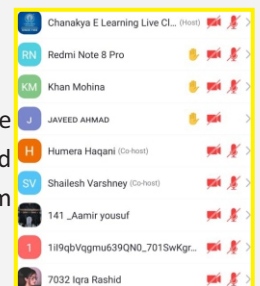 Chanakya E Learning Live Cl... (Host)
RN Redmi Note 8 Pro
KM Khan Mohina
e J JAVEED AHMAD
d H Humera Haqani (Co-host)
m SV Shailesh Varshney (Co-host)
141 _Aamir yousuf
1 1il9qbVqgmu639QN0_701SwKgr...
7032 Iqra Rashid